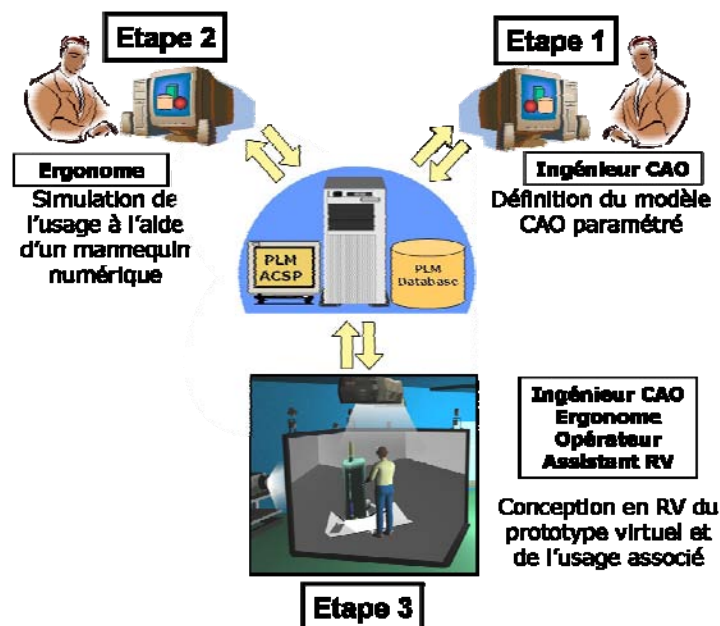 Etape 2
Etape 1
Ergonome
Simulation de
l'usage à l'aide
d'un mannequin
numérique
Ingénieur CAO
Définition du modèle
CAO paramétré
PLM
ACSP
PLM
Database
Ingénieur CAO
Ergonome
Opérateur
Assistant RV
Conception en RV du
prototype virtuel et
de l'usage associé
Etape 3